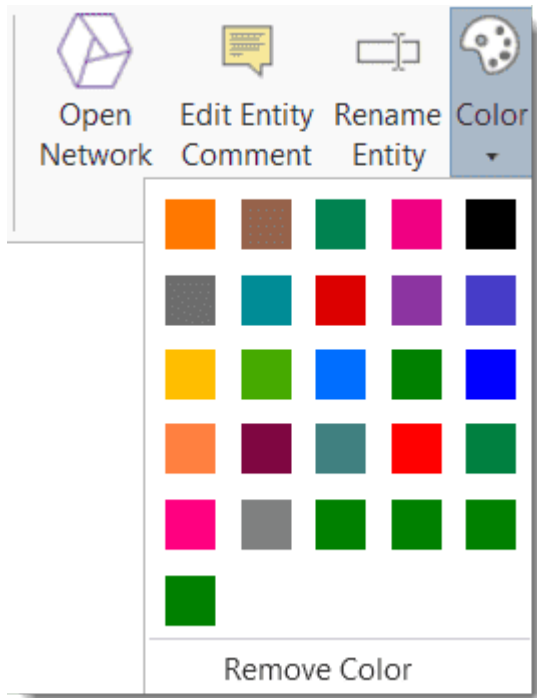 Open
Network
Edit Entity
Comment
Rename
Entity
Color
Remove Color